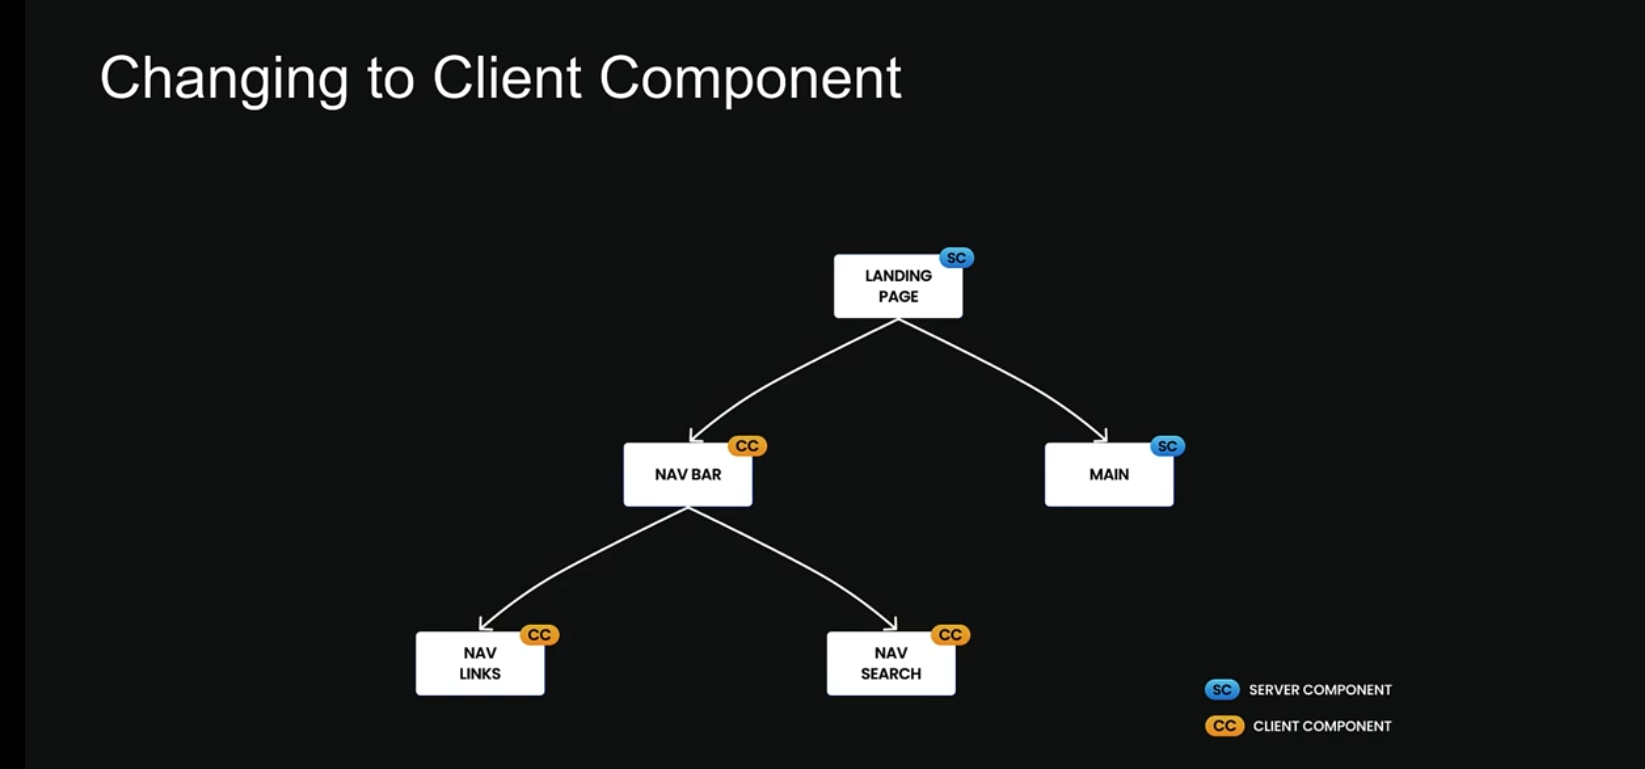 Changing to Client Component
SC
LANDING
PAGE
CC
NAV BAR
SC
MAIN
CC
NAV
LINKS
CC
NAV
SEARCH
SC SERVER COMPONENT
CC CLIENT COMPONENT